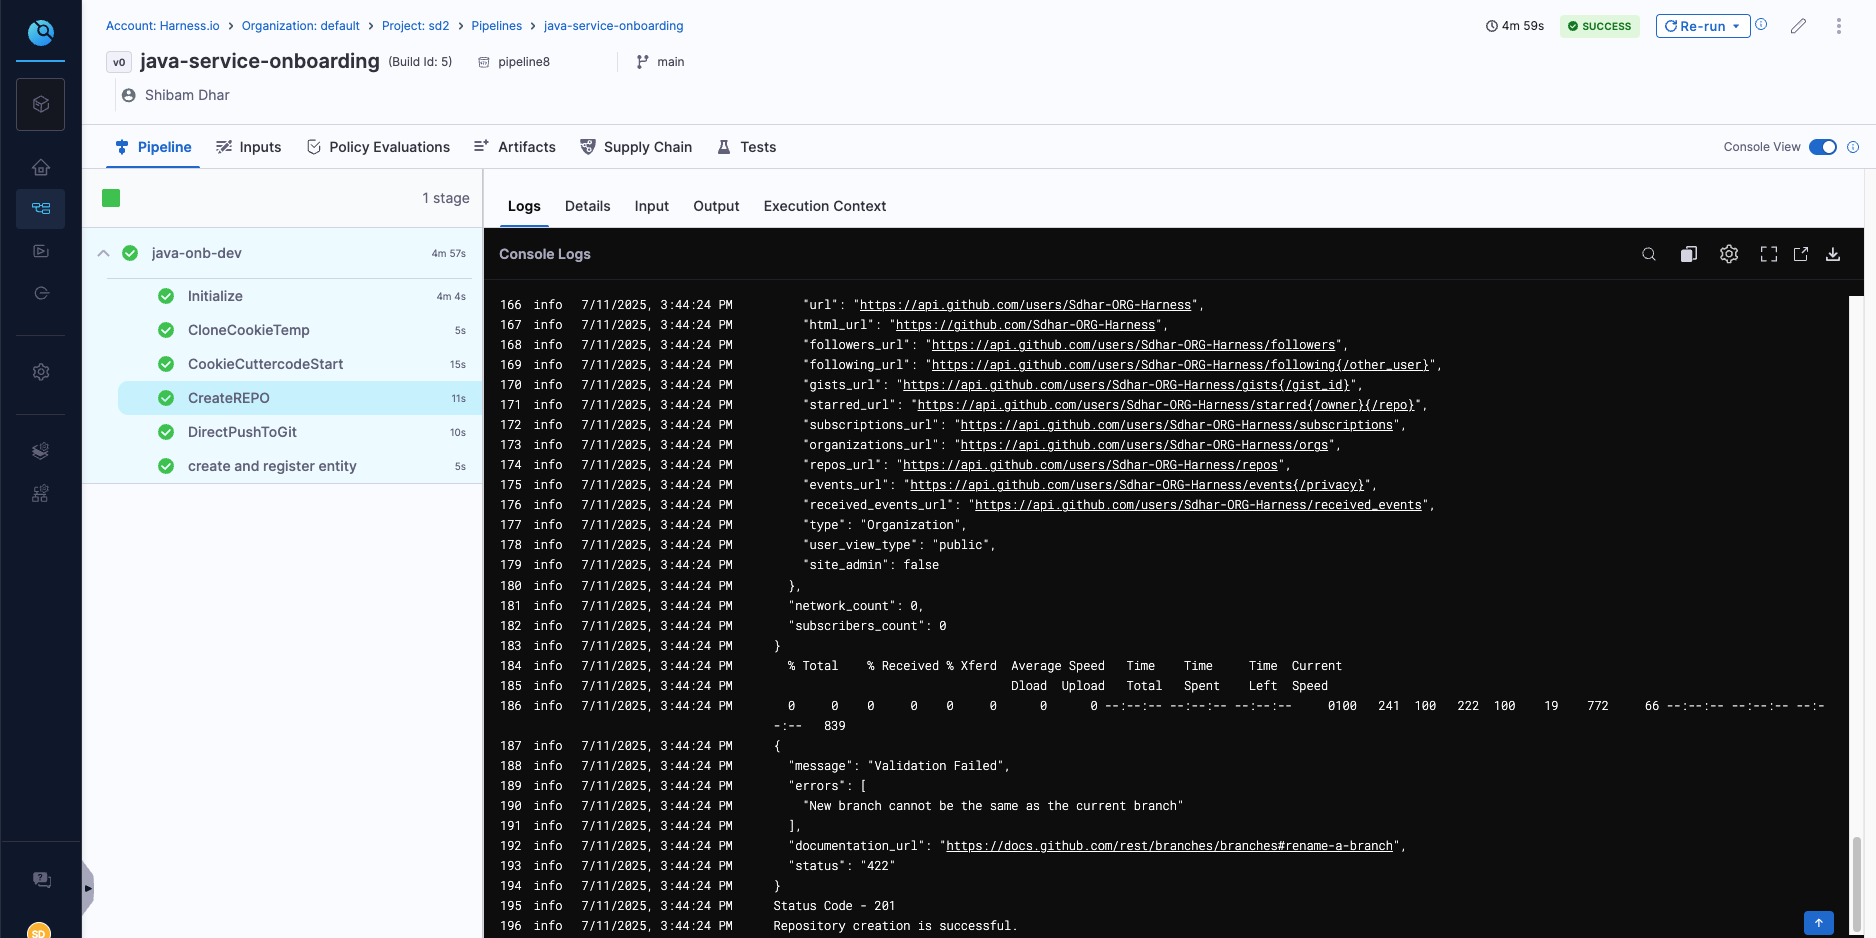 Account: Harness.io > Organization: default > Project: sd2 > Pipelines > java-service-onboarding
4m 59s SUCCESS Re-run
v0 java-service-onboarding (Build Id: 5) pipeline8 main
Shibam Dhar
Pipeline Inputs Policy Evaluations Artifacts Supply Chain Tests Console View
1 stage
java-onb-dev 4m 57s
Initialize 4m 4s
CloneCookieTemp 5s
CookieCuttercodeStart 15s
CreateREPO 11s
DirectPushToGit 10s
create and register entity 5s
SD
Logs Details Input Output Execution Context
Console Logs
166 info 7/11/2025, 3:44:24 PM "url": "https://api.github.com/users/Sdhar-ORG-Harness",
167 info 7/11/2025, 3:44:24 PM "html_url": "https://github.com/Sdhar-ORG-Harness",
168 info 7/11/2025, 3:44:24 PM "followers_url": "https://api.github.com/users/Sdhar-ORG-Harness/followers",
169 info 7/11/2025, 3:44:24 PM "following_url": "https://api.github.com/users/Sdhar-ORG-Harness/following{/other_user}",
170 info 7/11/2025, 3:44:24 PM "gists_url": "https://api.github.com/users/Sdhar-ORG-Harness/gists{/gist_id}",
171 info 7/11/2025, 3:44:24 PM "starred_url": "https://api.github.com/users/Sdhar-ORG-Harness/starred{/owner}{/repo}",
172 info 7/11/2025, 3:44:24 PM "subscriptions_url": "https://api.github.com/users/Sdhar-ORG-Harness/subscriptions",
173 info 7/11/2025, 3:44:24 PM "organizations_url": "https://api.github.com/users/Sdhar-ORG-Harness/orgs",
174 info 7/11/2025, 3:44:24 PM "repos_url": "https://api.github.com/users/Sdhar-ORG-Harness/repos",
175 info 7/11/2025, 3:44:24 PM "events_url": "https://api.github.com/users/Sdhar-ORG-Harness/events{/privacy}",
176 info 7/11/2025, 3:44:24 PM "received_events_url": "https://api.github.com/users/Sdhar-ORG-Harness/received_events",
177 info 7/11/2025, 3:44:24 PM "type": "Organization",
178 info 7/11/2025, 3:44:24 PM "user_view_type": "public",
179 info 7/11/2025, 3:44:24 PM "site_admin": false
180 info 7/11/2025, 3:44:24 PM },
181 info 7/11/2025, 3:44:24 PM "network_count": 0,
182 info 7/11/2025, 3:44:24 PM "subscribers_count": 0
183 info 7/11/2025, 3:44:24 PM }
184 info 7/11/2025, 3:44:24 PM % Total % Received % Xferd Average Speed Time Time Time Current
185 info 7/11/2025, 3:44:24 PM Dload Upload Total Spent Left Speed
186 info 7/11/2025, 3:44:24 PM 0 0 0 0 0 0 0 0 --:--:-- --:--:-- --:--:-- 0100 241 100 222 100 19 772 66 --:--:-- --:--:-- --:-
-:-- 839
187 info 7/11/2025, 3:44:24 PM {
188 info 7/11/2025, 3:44:24 PM "message": "Validation Failed",
189 info 7/11/2025, 3:44:24 PM "errors": [
190 info 7/11/2025, 3:44:24 PM "New branch cannot be the same as the current branch"
191 info 7/11/2025, 3:44:24 PM ],
192 info 7/11/2025, 3:44:24 PM "documentation_url": "https://docs.github.com/rest/branches/branches#rename-a-branch",
193 info 7/11/2025, 3:44:24 PM "status": "422"
194 info 7/11/2025, 3:44:24 PM }
195 info 7/11/2025, 3:44:24 PM Status Code - 201
196 info 7/11/2025, 3:44:24 PM Repository creation is successful.